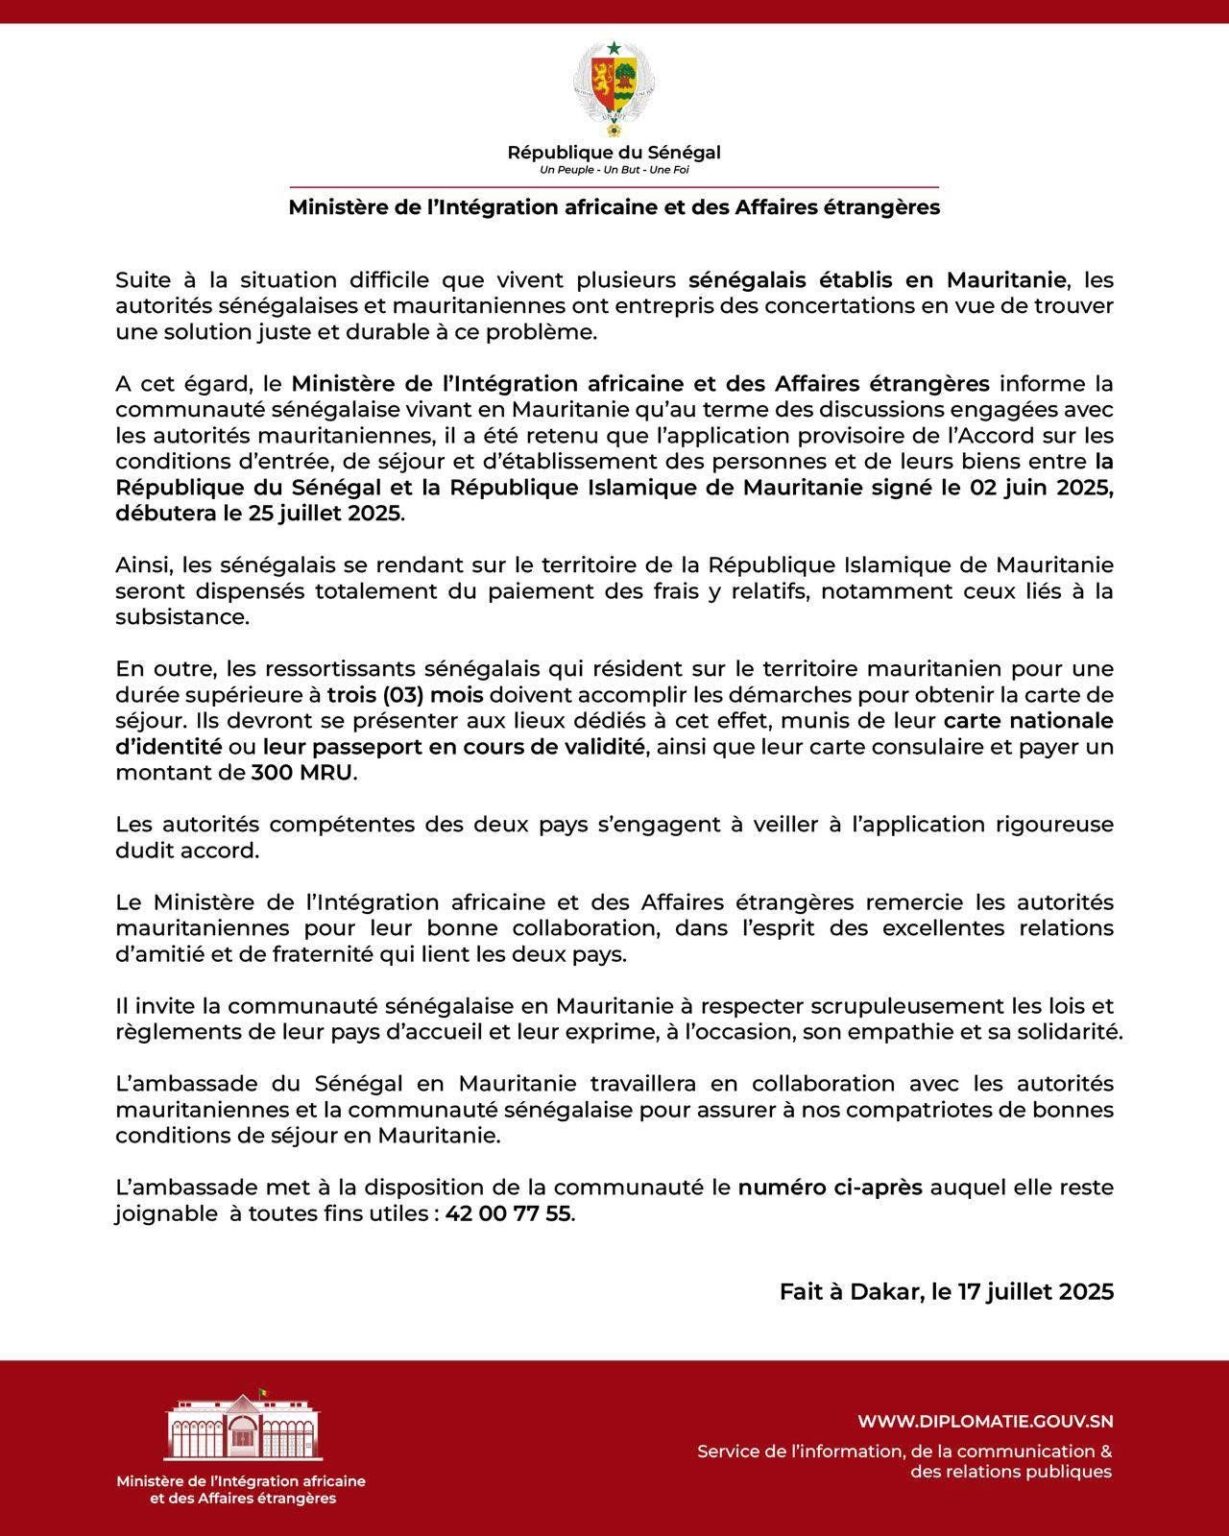 République du Sénégal
Un Peuple - Un But - Une Foi
Ministère de l’Intégration africaine et des Affaires étrangères
Suite à la situation difficile que vivent plusieurs sénégalais établis en Mauritanie, les
autorités sénégalaises et mauritaniennes ont entrepris des concertations en vue de trouver
une solution juste et durable à ce problème.
A cet égard, le Ministère de l’Intégration africaine et des Affaires étrangères informe la
communauté sénégalaise vivant en Mauritanie qu’au terme des discussions engagées avec
les autorités mauritaniennes, il a été retenu que l’application provisoire de l’Accord sur les
conditions d’entrée, de séjour et d’établissement des personnes et de leurs biens entre la
République du Sénégal et la République Islamique de Mauritanie signé le 02 juin 2025,
débutera le 25 juillet 2025.
Ainsi, les sénégalais se rendant sur le territoire de la République Islamique de Mauritanie
seront dispensés totalement du paiement des frais y relatifs, notamment ceux liés à la
subsistance.
En outre, les ressortissants sénégalais qui résident sur le territoire mauritanien pour une
durée supérieure à trois (03) mois doivent accomplir les démarches pour obtenir la carte de
séjour. Ils devront se présenter aux lieux dédiés à cet effet, munis de leur carte nationale
d’identité ou leur passeport en cours de validité, ainsi que leur carte consulaire et payer un
montant de 300 MRU.
Les autorités compétentes des deux pays s’engagent à veiller à l’application rigoureuse
dudit accord.
Le Ministère de l’Intégration africaine et des Affaires étrangères remercie les autorités
mauritaniennes pour leur bonne collaboration, dans l’esprit des excellentes relations
d’amitié et de fraternité qui lient les deux pays.
Il invite la communauté sénégalaise en Mauritanie à respecter scrupuleusement les lois et
règlements de leur pays d’accueil et leur exprime, à l’occasion, son empathie et sa solidarité.
L’ambassade du Sénégal en Mauritanie travaillera en collaboration avec les autorités
mauritaniennes et la communauté sénégalaise pour assurer à nos compatriotes de bonnes
conditions de séjour en Mauritanie.
L’ambassade met à la disposition de la communauté le numéro ci-après auquel elle reste
joignable à toutes fins utiles : 42 00 77 55.
Fait à Dakar, le 17 juillet 2025
Ministère de l’Intégration africaine
et des Affaires étrangères
WWW.DIPLOMATIE.GOUV.SN
Service de l’information, de la communication &
des relations publiques